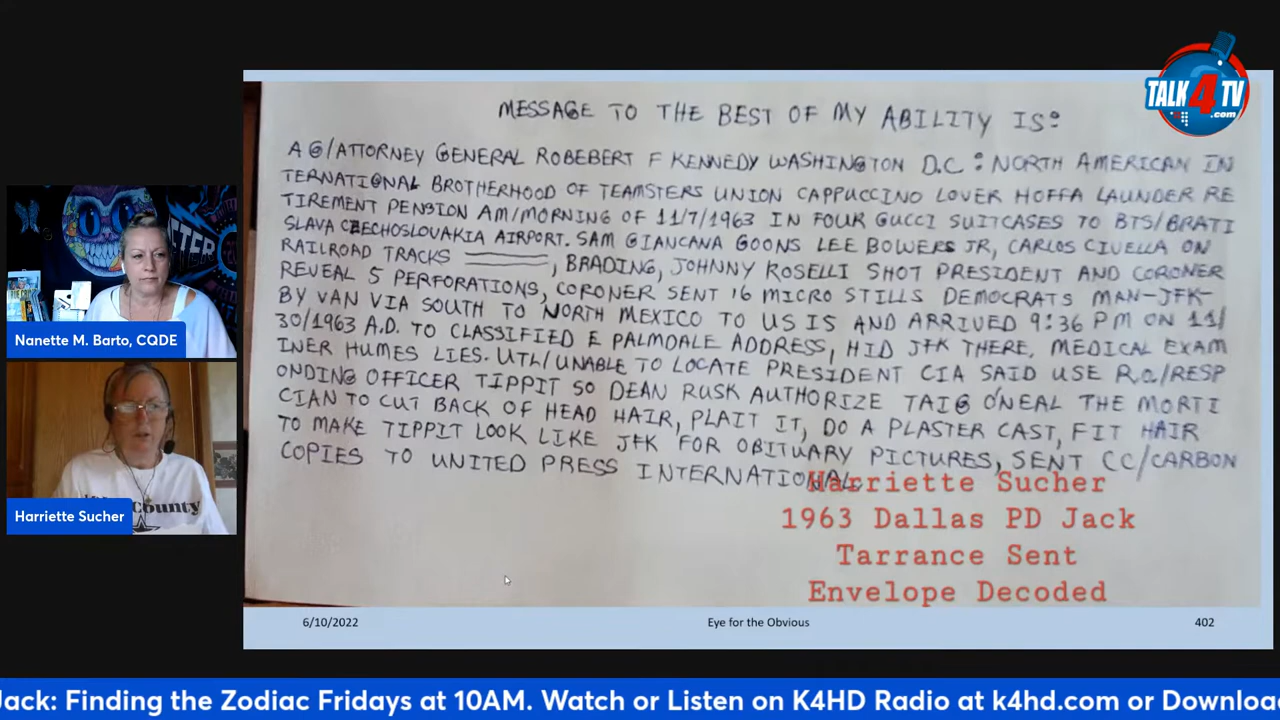 TALK 4 TV
.com
MESSAGE TO THE BEST OF MY ABILITY IS:
AG/ATTORNEY GENERAL ROBEBERT F KENNEDY WASHINGTON D.C.: NORTH AMERICAN IN
TERNATIONAL BROTHERHOOD OF TEAMSTERS UNION CAPPUCCINO LOVER HOFFA LAUNDER RE
TIREMENT PENSION AM/MORNING OF 11/7/1963 IN FOUR GUCCI SUITCASES TO BTS/BRATI
SLAVA CZECHOSLOVAKIA AIRPORT. SAM GIANCANA GOONS LEE BOWERS JR, CARLOS CIVELLA ON
RAILROAD TRACKS , BRADING, JOHNNY ROSELLI SHOT PRESIDENT AND CORONER
REVEAL 5 PERFORATIONS, CORONER SENT 16 MICRO STILLS DEMOCRATS MAN-JFK-
BY VAN VIA SOUTH TO NORTH MEXICO TO US IS AND ARRIVED 9:36 PM ON 11/
30/1963 A.D. TO CLASSIFIED E PALMDALE ADDRESS, HID JFK THERE. MEDICAL EXAM
INER HUMES LIES. UTL/UNABLE TO LOCATE PRESIDENT CIA SAID USE RO/RESP
ONDING OFFICER TIPPIT SO DEAN RUSK AUTHORIZE TAIG O'NEAL THE MORTI
CIAN TO CUT BACK OF HEAD HAIR, PLAIT IT, DO A PLASTER CAST, FIT HAIR
TO MAKE TIPPIT LOOK LIKE JFK FOR OBITUARY PICTURES, SENT CC/CARBON
COPIES TO UNITED PRESS INTERNATIONAL.
Harriette Sucher
1963 Dallas PD Jack
Tarrance Sent
Envelope Decoded
Nanette M. Barto, CQDE
County
Harriette Sucher
6/10/2022 Eye for the Obvious 402
Jack: Finding the Zodiac Fridays at 10AM. Watch or Listen on K4HD Radio at k4hd.com or Downloa